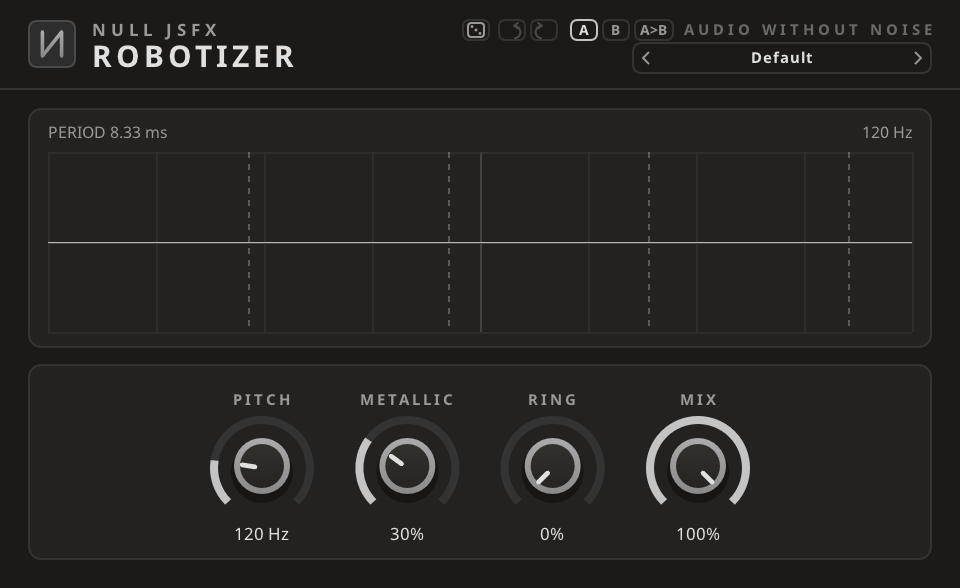 NULL JSFX
ROBOTIZER
A B A>B AUDIO WITHOUT NOISE
Default
PERIOD 8.33 ms 120 Hz
PITCH METALLIC RING MIX
120 Hz 30% 0% 100%